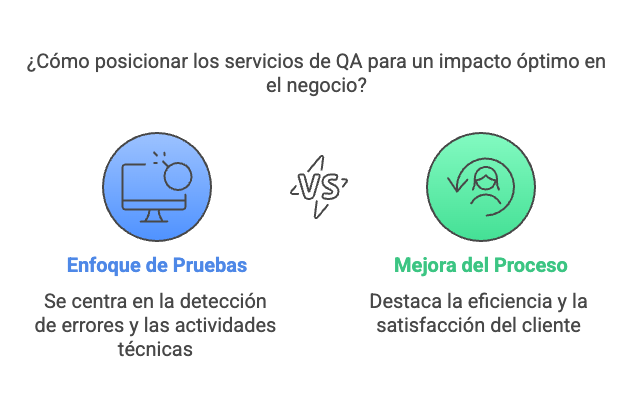 ¿Cómo posicionar los servicios de QA para un impacto óptimo en
el negocio?
VS
Enfoque de Pruebas
Se centra en la detección
de errores y las actividades
técnicas
Mejora del Proceso
Destaca la eficiencia y la
satisfacción del cliente